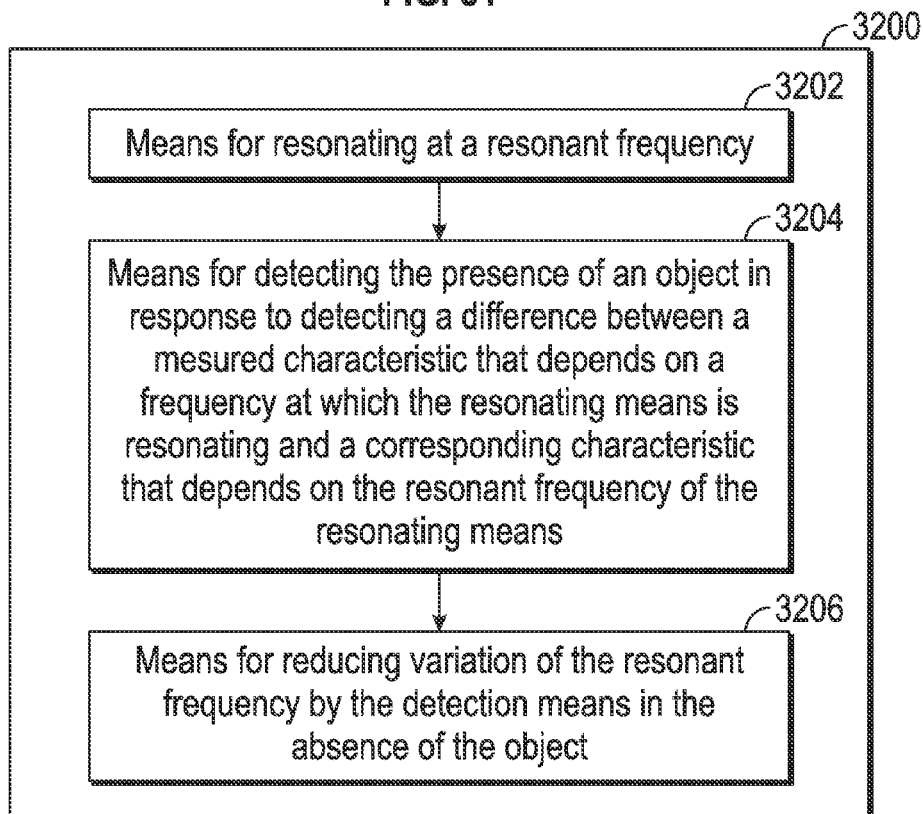 3200
3202
Means for resonating at a resonant frequency
3204
Means for detecting the presence of an object in
response to detecting a difference between a
mesured characteristic that depends on a
frequency at which the resonating means is
resonating and a corresponding characteristic
that depends on the resonant frequency of the
resonating means
3206
Means for reducing variation of the resonant
frequency by the detection means in the
absence of the object